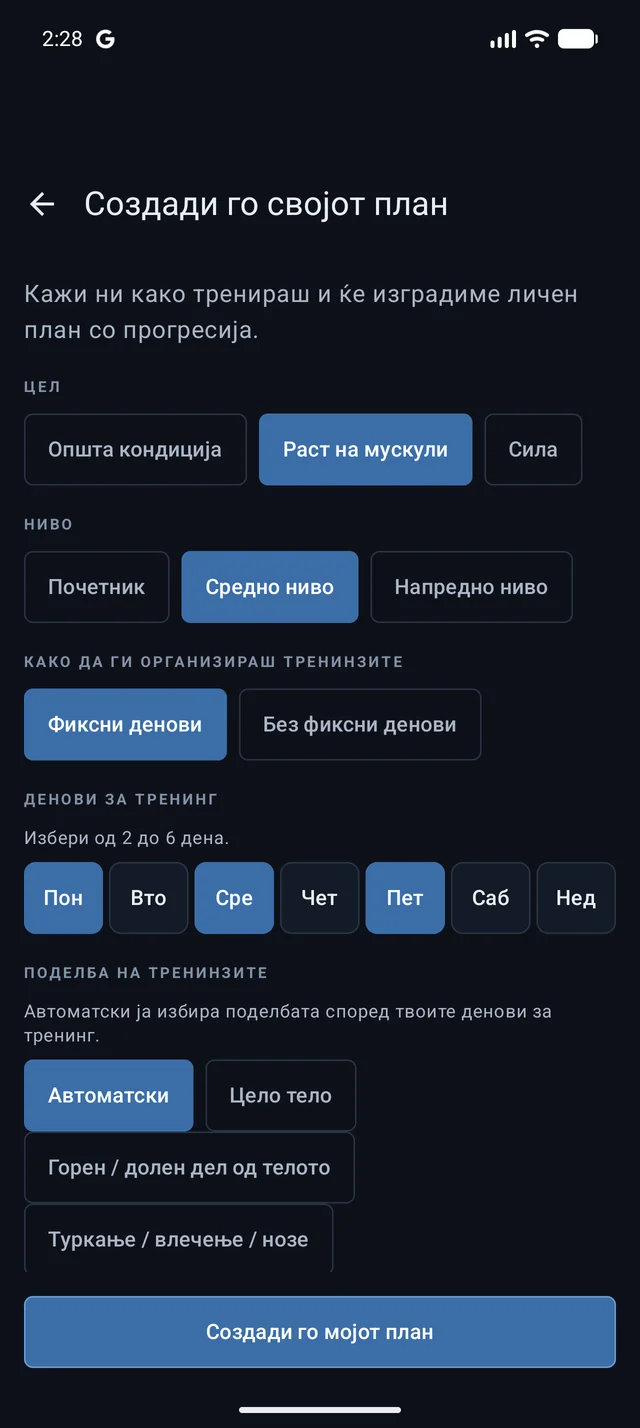 2:28 G
Создади го својот план
Кажи ни како тренираш и ќе изградиме личен
план со прогресија.
ЦЕЛ
Општа кондиција Раст на мускули Сила
НИВО
Почетник Средно ниво Напредно ниво
КАКО ДА ГИ ОРГАНИЗИРАШ ТРЕНИНЗИТЕ
Фиксни денови Без фиксни денови
ДЕНОВИ ЗА ТРЕНИНГ
Избери од 2 до 6 дена.
Пон Вто Сре Чет Пет Саб Нед
ПОДЕЛБА НА ТРЕНИНЗИТЕ
Автоматски ја избира поделбата според твоите денови за
тренинг.
Автоматски Цело тело
Горен / долен дел од телото
Туркање / влечење / нозе
Создади го мојот план